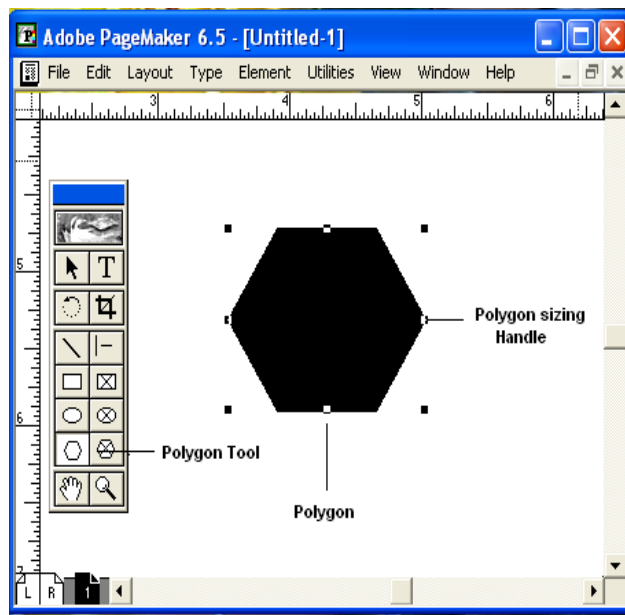 Adobe PageMaker 6.5 - [Untitled-1]
File Edit Layout Type Element Utilities View Window Help
3 4 5 6
T
5
Polygon sizing
Handle
6
Polygon Tool
Polygon
L R 1